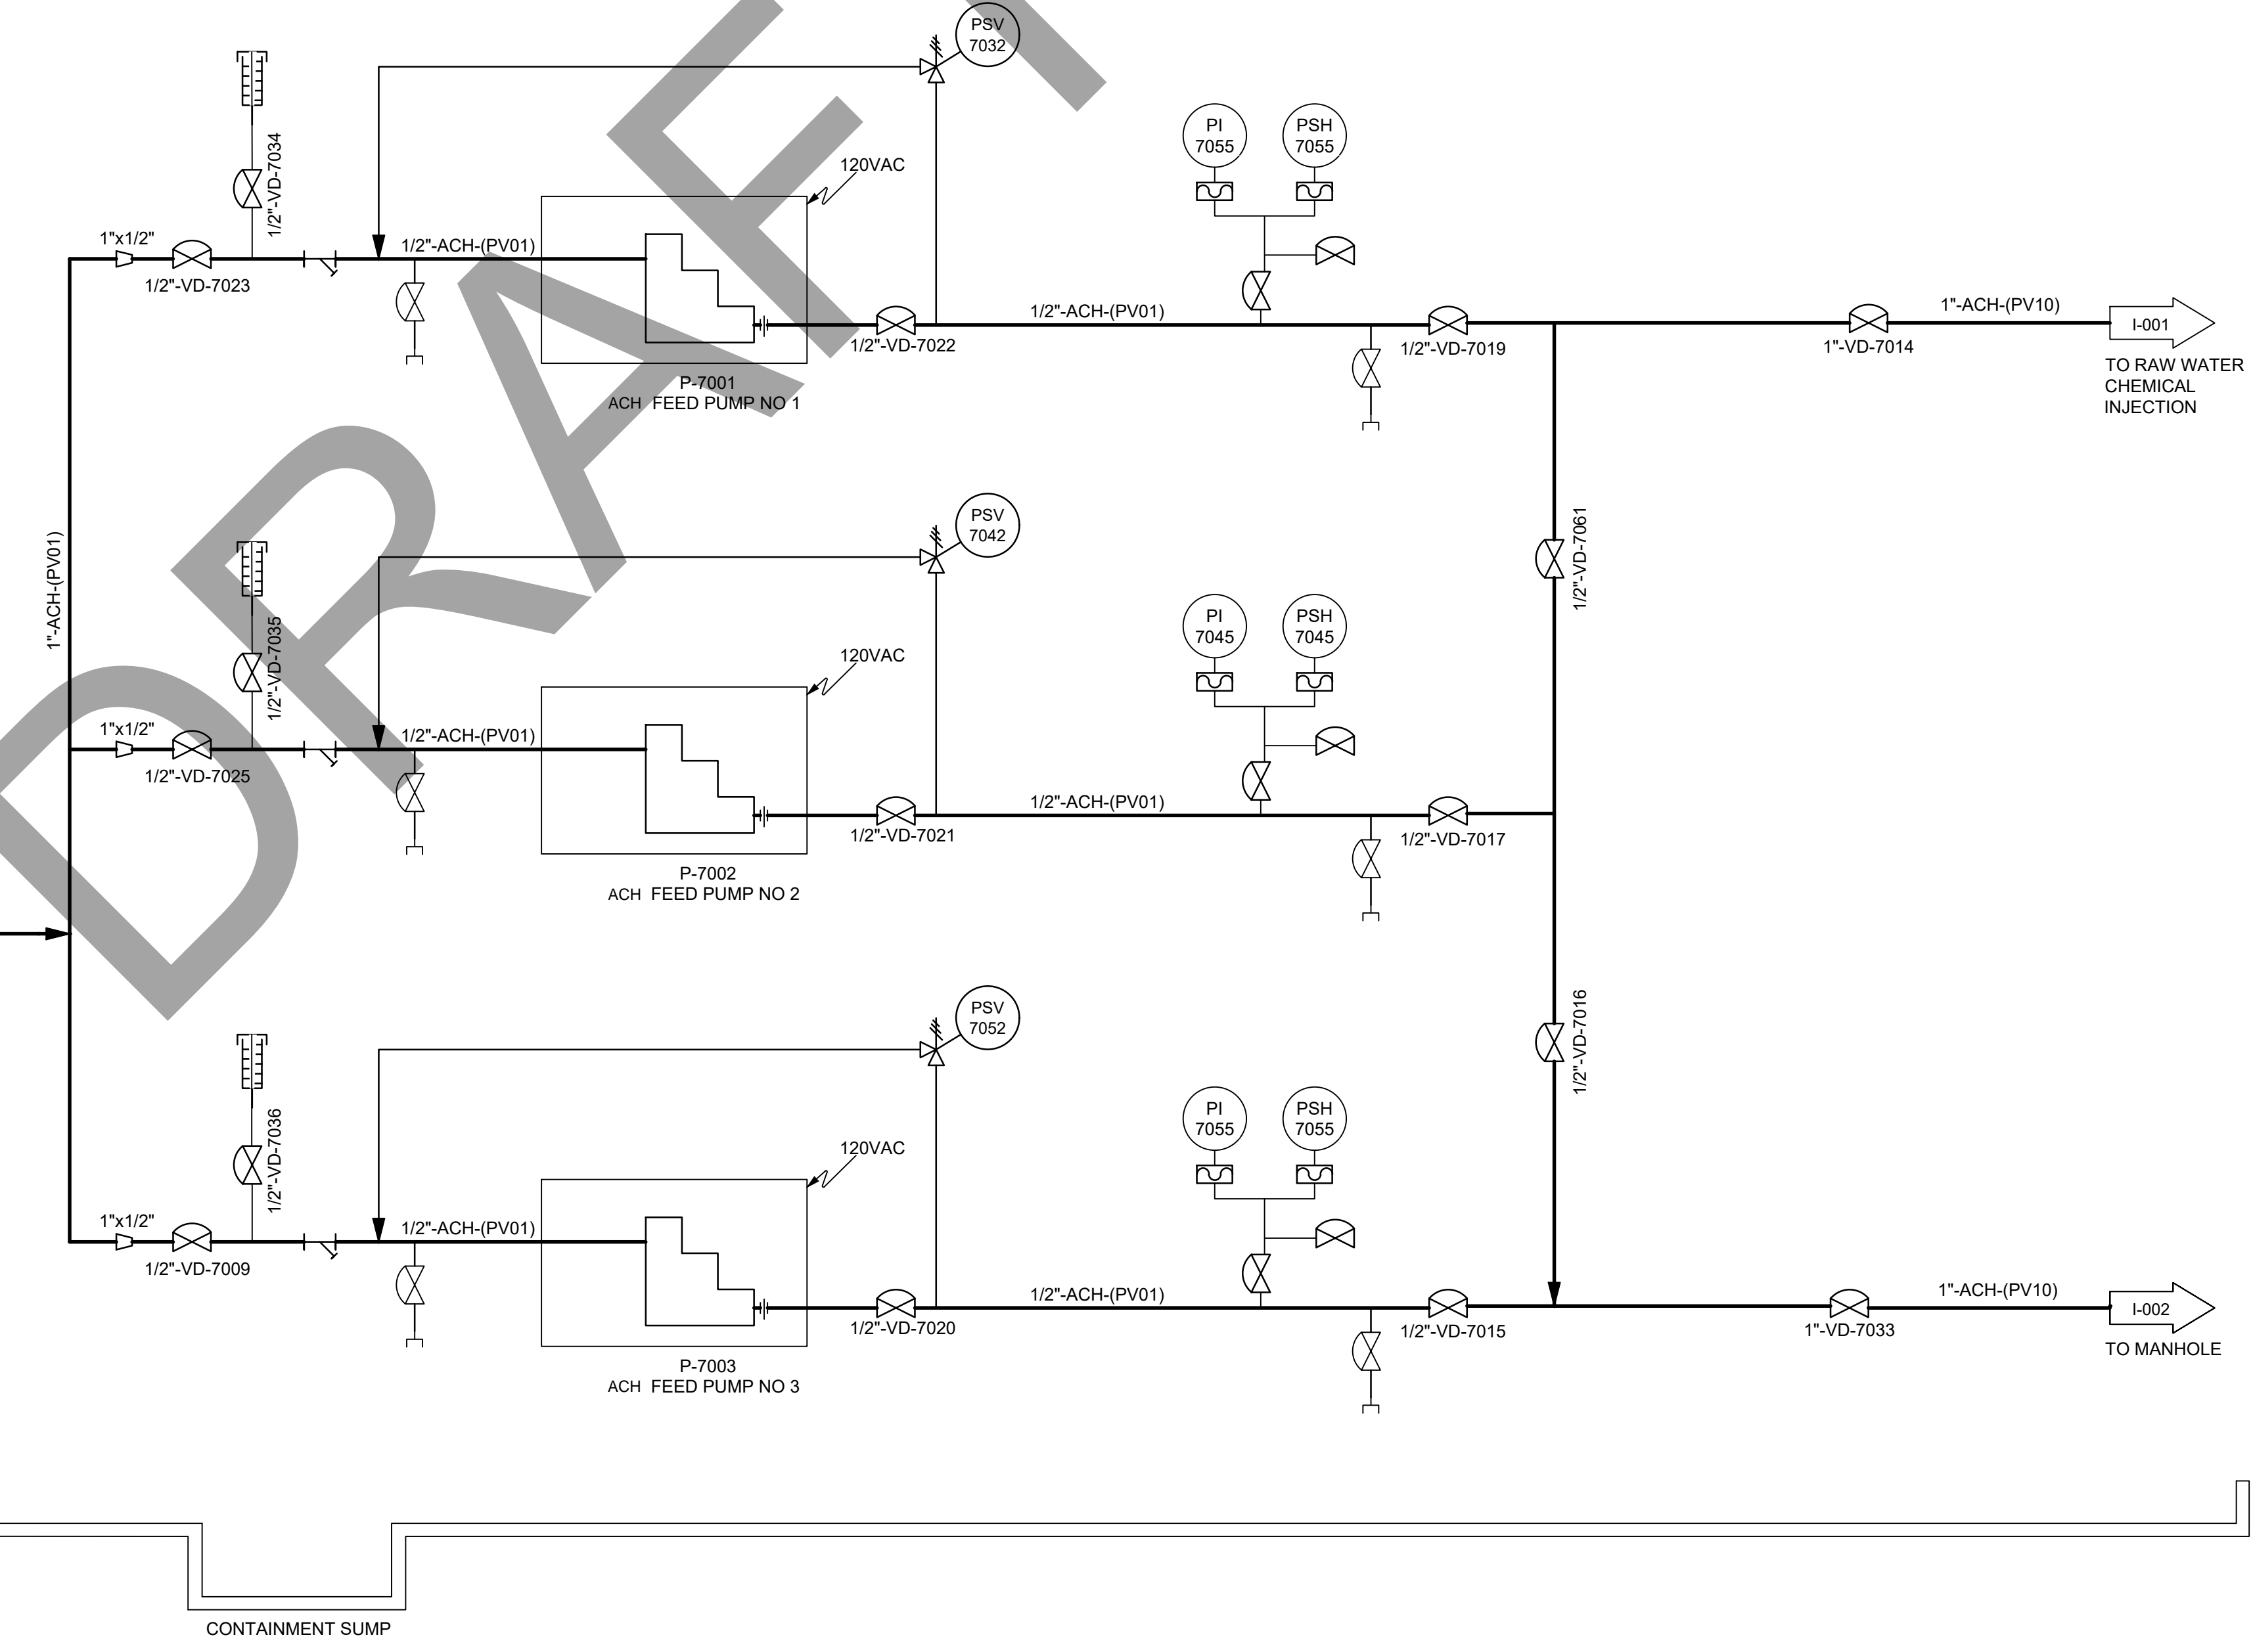 PSV
7032
1/2"-VD-7034
PI
7055
PSH
7055
120VAC
1"x1/2"
1/2"-VD-7023
1/2"-ACH-(PV01)
1/2"-VD-7022
1/2"-ACH-(PV01)
1/2"-VD-7019
1"-VD-7014
1"-ACH-(PV10)
I-001
TO RAW WATER
CHEMICAL
INJECTION
P-7001
ACH FEED PUMP NO 1
1"-ACH-(PV01)
PSV
7042
1/2"-VD-7061
1/2"-VD-7035
PI
7045
PSH
7045
120VAC
1"x1/2"
1/2"-VD-7025
1/2"-ACH-(PV01)
1/2"-VD-7021
1/2"-ACH-(PV01)
1/2"-VD-7017
P-7002
ACH FEED PUMP NO 2
PSV
7052
1/2"-VD-7016
1/2"-VD-7036
PI
7055
PSH
7055
120VAC
1"x1/2"
1/2"-VD-7009
1/2"-ACH-(PV01)
1/2"-VD-7020
1/2"-ACH-(PV01)
1/2"-VD-7015
1"-VD-7033
1"-ACH-(PV10)
I-002
TO MANHOLE
P-7003
ACH FEED PUMP NO 3
CONTAINMENT SUMP
DRAFT